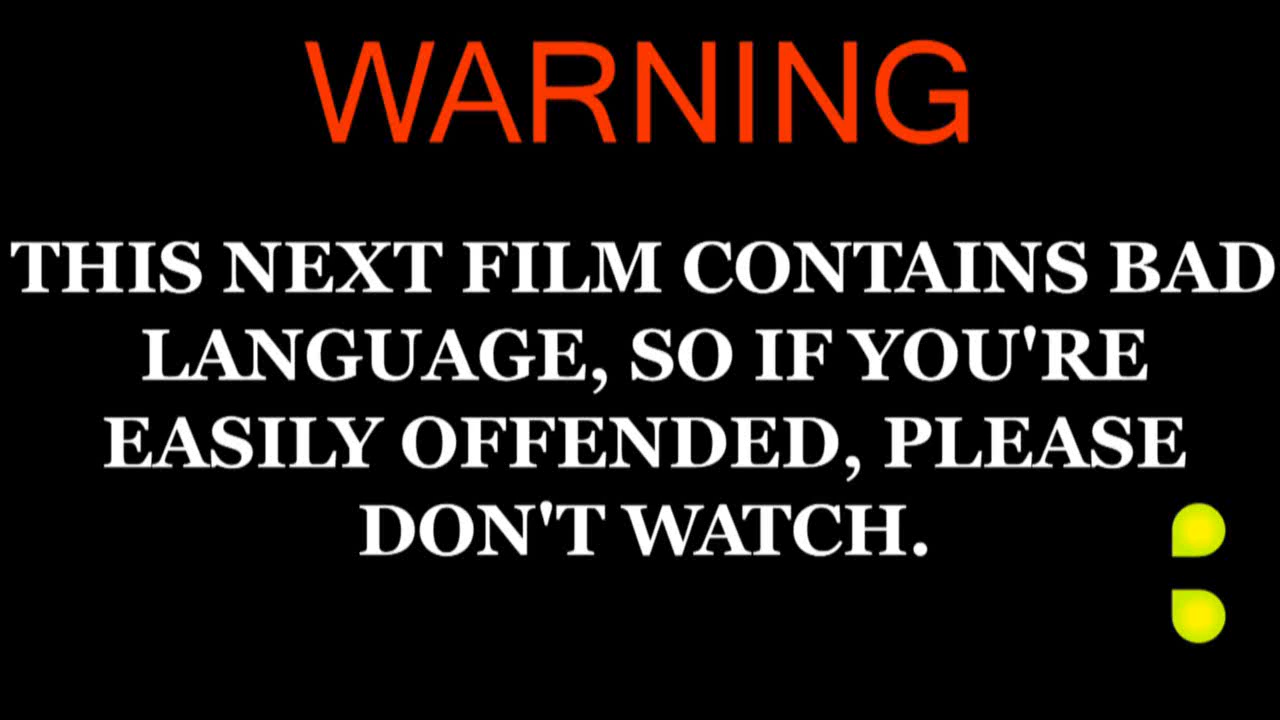 WARNING
THIS NEXT FILM CONTAINS BAD
LANGUAGE, SO IF YOU'RE
EASILY OFFENDED, PLEASE
DON'T WATCH.